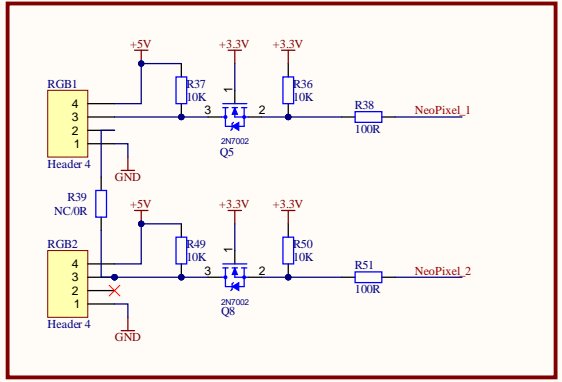 +5V +3.3V +3.3V
RGB1 R37 R36
10K 10K
4
1
3 3 2 R38 NeoPixel_1
2 100R
1 2N7002
Q5
Header 4 GND
R39
NC/0R
+5V +3.3V +3.3V
RGB2 R49 R50
10K 10K
4
1
3 3 2 R51 NeoPixel_2
2 100R
1 2N7002
Q8
Header 4 GND